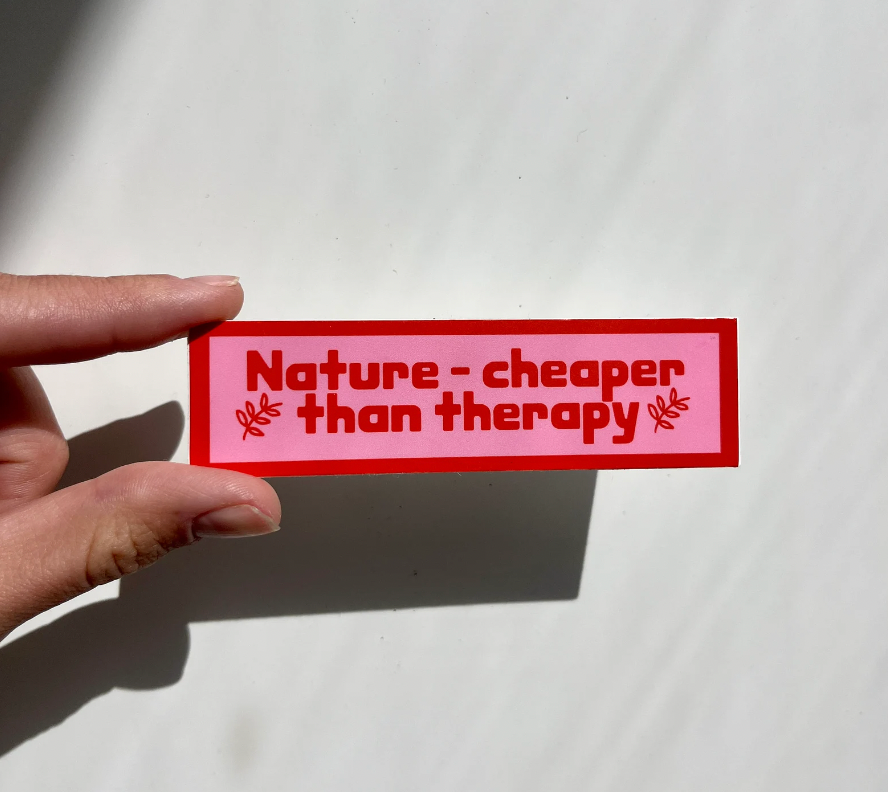 Nature - cheaper
than therapy